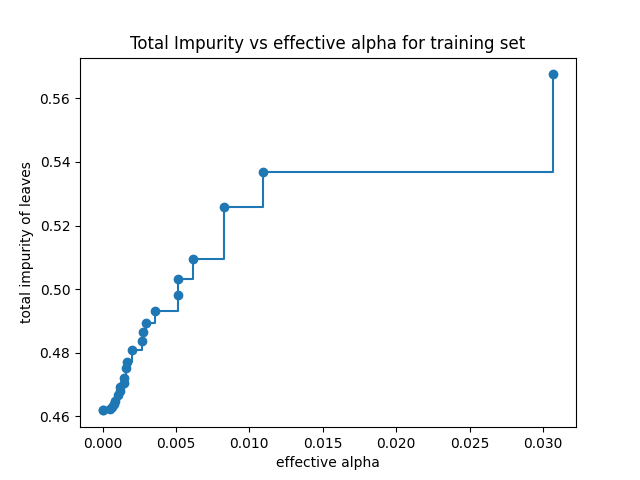 Total Impurity vs effective alpha for training set
total impurity of leaves
0.56
0.54
0.52
0.50
0.48
0.46
0.000 0.005 0.010 0.015 0.020 0.025 0.030
effective alpha